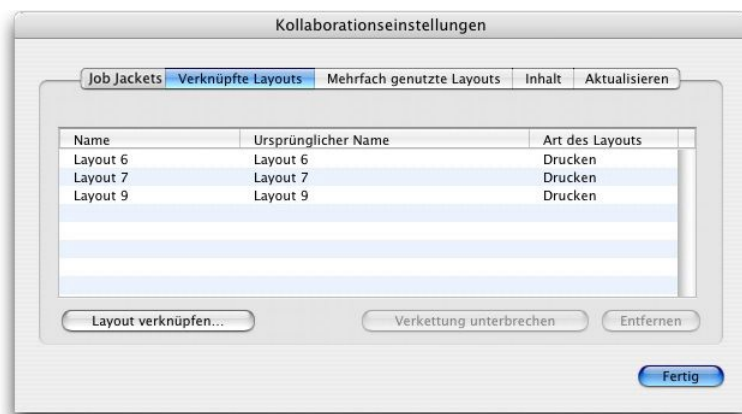 Kollaborationseinstellungen
Job Jackets Verknüpfte Layouts Mehrfach genutzte Layouts Inhalt Aktualisieren
Name Ursprünglicher Name Art des Layouts
Layout 6 Layout 6 Drucken
Layout 7 Layout 7 Drucken
Layout 9 Layout 9 Drucken
Layout verknüpfen... Verkettung unterbrechen Entfernen
Fertig